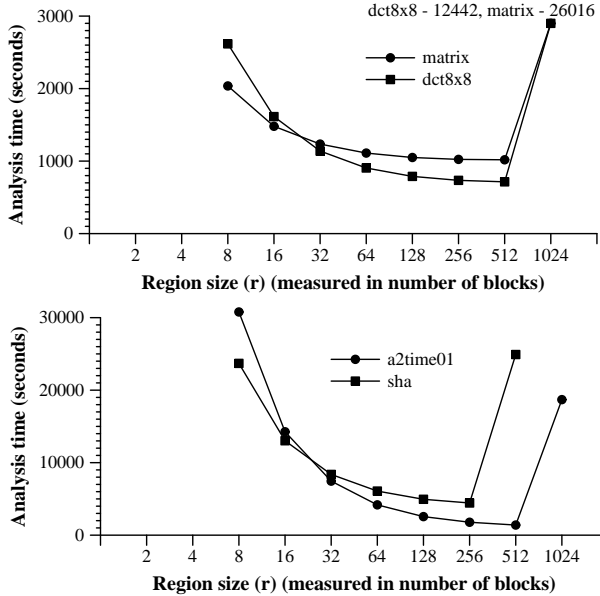 dct8x8 - 12442, matrix - 26016
3000
2000
1000
0
Analysis time (seconds)
matrix
dct8x8
2 4 8 16 32 64 128 256 512 1024
Region size (r) (measured in number of blocks)
30000
20000
10000
0
Analysis time (seconds)
a2time01
sha
2 4 8 16 32 64 128 256 512 1024
Region size (r) (measured in number of blocks)